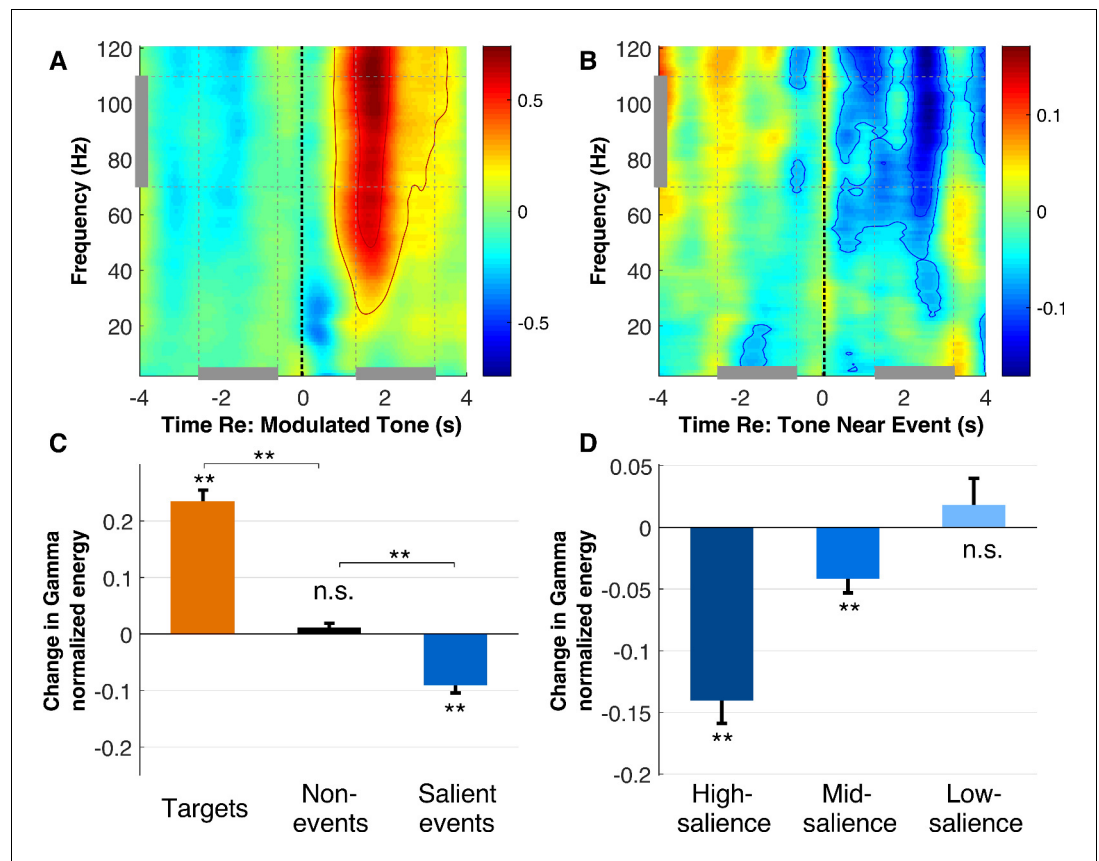 A
120
100
80
60
40
20
Frequency (Hz)
-4
-2
0
2
4
Time Re: Modulated Tone (s)
0.5
0
-0.5
B
120
100
80
60
40
20
Frequency (Hz)
-4
-2
0
2
4
Time Re: Tone Near Event (s)
0.1
0
-0.1
C
Change in Gamma
normalized energy
0.2
0.1
0
-0.1
-0.2
**
**
**
n.s.
**
Targets
Non-
events
Salient
events
D
Change in Gamma
normalized energy
0.05
0
-0.05
-0.1
-0.15
-0.2
**
**
n.s.
High-
salience
Mid-
salience
Low-
salience